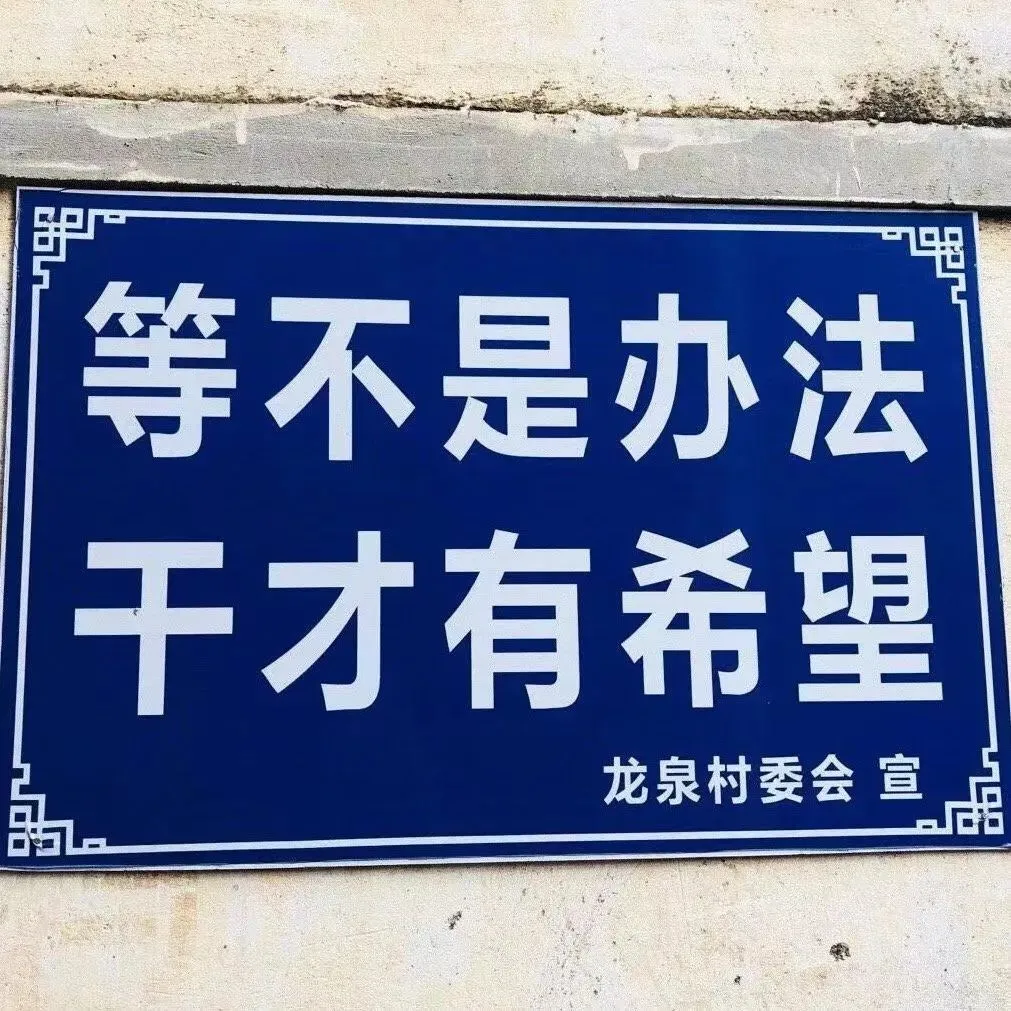 等不是办法
干才有希望
龙泉村委会 宣